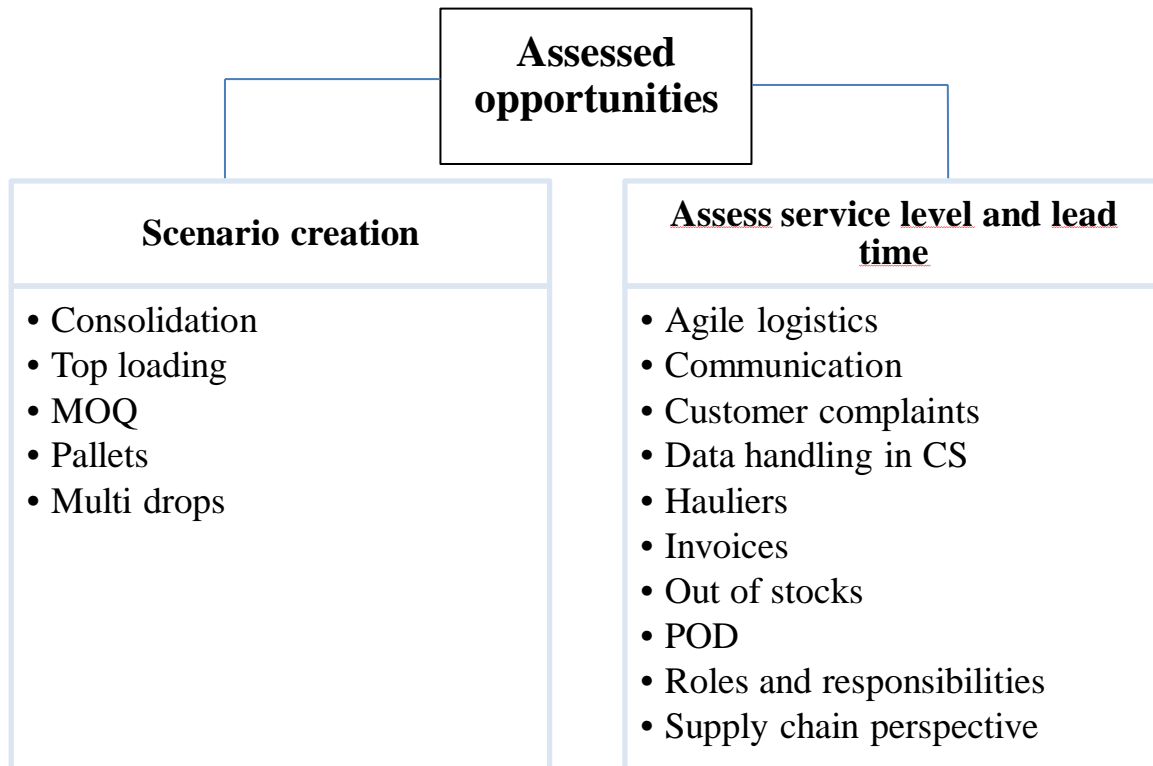 Assessed
opportunities
Scenario creation
• Consolidation
• Top loading
• MOQ
• Pallets
• Multi drops
Assess service level and lead
time
• Agile logistics
• Communication
• Customer complaints
• Data handling in CS
• Hauliers
• Invoices
• Out of stocks
• POD
• Roles and responsibilities
• Supply chain perspective